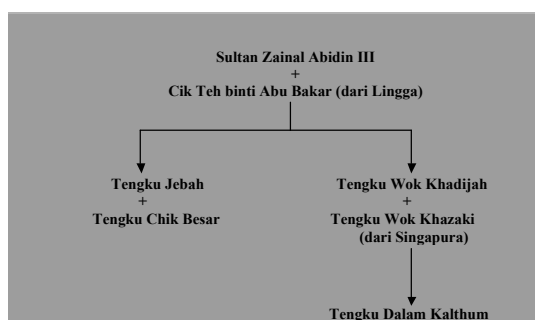 Sultan Zainal Abidin III
+
Cik Teh binti Abu Bakar (dari Lingga)
Tengku Jebah
+
Tengku Chik Besar
Tengku Wok Khadijah
+
Tengku Wok Khazaki
(dari Singapura)
Tengku Dalam Kalthum